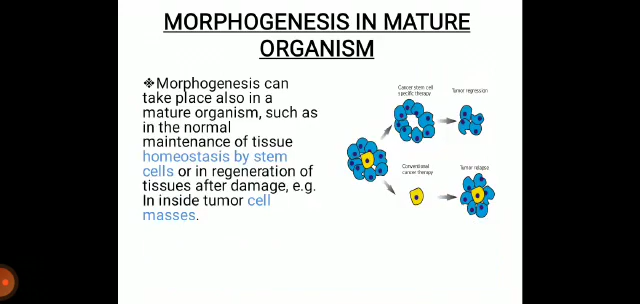 MORPHOGENESIS IN MATURE
ORGANISM
❖Morphogenesis can
take place also in a
mature organism, such as
in the normal
maintenance of tissue
homeostasis by stem
cells or in regeneration of
tissues after damage, e.g.
In inside tumor cell
masses.
Cancer stem cell
specific therapy
Tumor regression
Conventional
cancer therapy
Tumor relapse